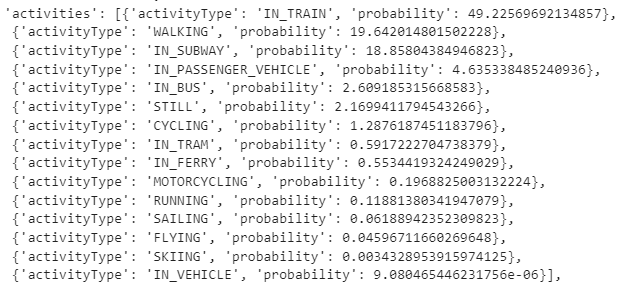 'activities': [{'activityType': 'IN_TRAIN', 'probability': 49.22569692134857},
{'activityType': 'WALKING', 'probability': 19.642014801502228},
{'activityType': 'IN_SUBWAY', 'probability': 18.85804384946823},
{'activityType': 'IN_PASSENGER_VEHICLE', 'probability': 4.635338485240936},
{'activityType': 'IN_BUS', 'probability': 2.609185315668583},
{'activityType': 'STILL', 'probability': 2.1699411794543266},
{'activityType': 'CYCLING', 'probability': 1.2876187451183796},
{'activityType': 'IN_TRAM', 'probability': 0.5917222704738379},
{'activityType': 'IN_FERRY', 'probability': 0.5534419324249029},
{'activityType': 'MOTORCYCLING', 'probability': 0.1968825003132224},
{'activityType': 'RUNNING', 'probability': 0.11881380341947079},
{'activityType': 'SAILING', 'probability': 0.06188942352309823},
{'activityType': 'FLYING', 'probability': 0.04596711660269648},
{'activityType': 'SKIING', 'probability': 0.0034328953915974125},
{'activityType': 'IN_VEHICLE', 'probability': 9.080465446231756e-06}],